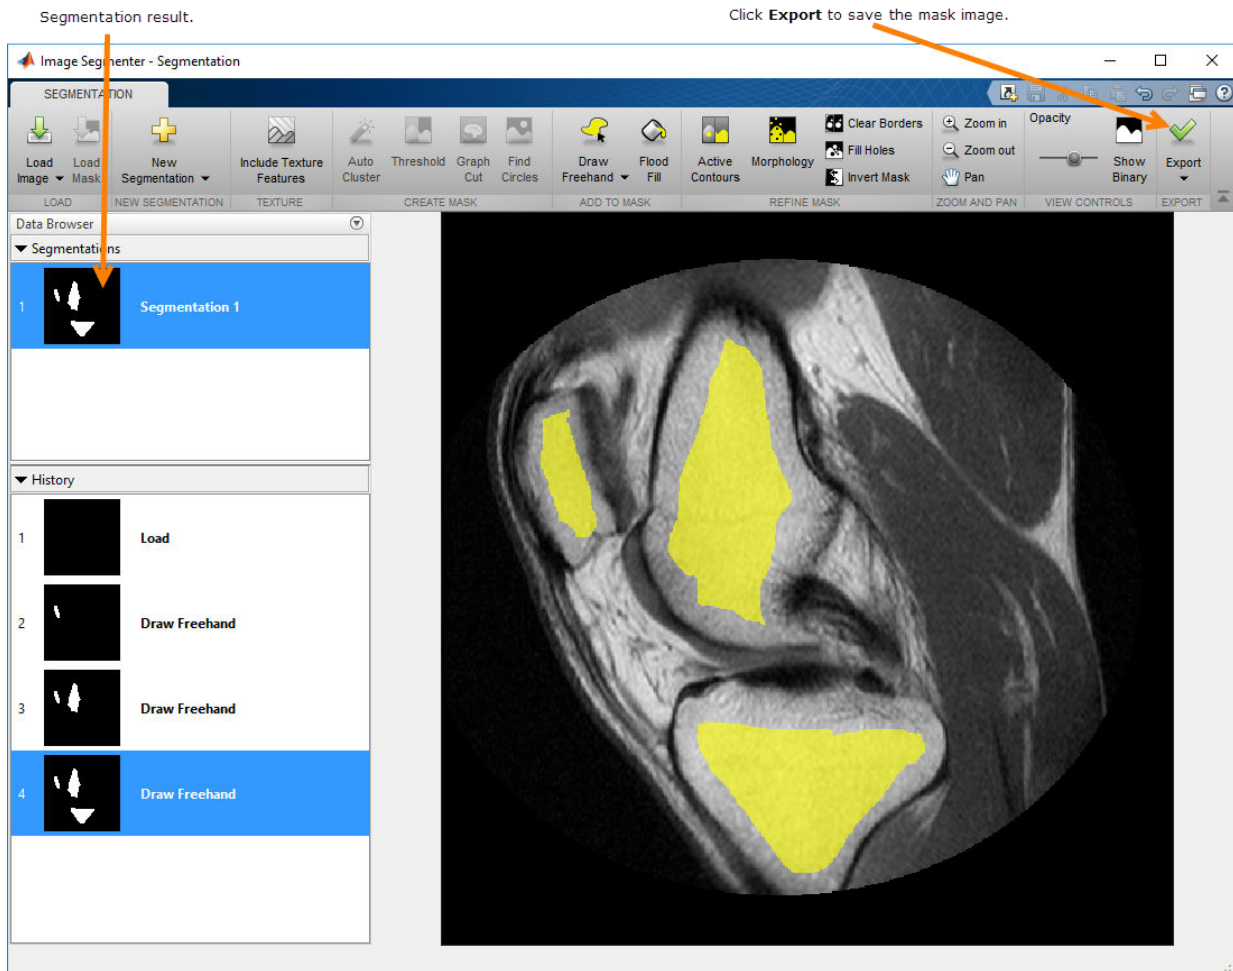 Segmentation result.
Click Export to save the mask image.
Image Segmenter - Segmentation
SEGMENTATION
Load Image
Load Mask
New Segmentation
Include Texture Features
Auto Cluster
Threshold
Graph Cut
Find Circles
Draw Freehand
Flood Fill
Active Contours
Morphology
Clear Borders
Fill Holes
Invert Mask
Zoom in
Zoom out
Pan
Opacity
Show Binary
Export
LOAD
NEW SEGMENTATION
TEXTURE
CREATE MASK
ADD TO MASK
REFINE MASK
ZOOM AND PAN
VIEW CONTROLS
EXPORT
Data Browser
Segmentations
1 Segmentation 1
History
1 Load
2 Draw Freehand
3 Draw Freehand
4 Draw Freehand